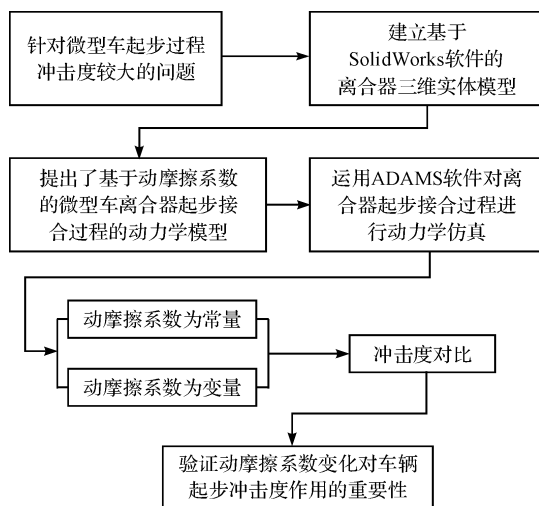 针对微型车起步过程
冲击度较大的问题
建立基于
SolidWorks软件的
离合器三维实体模型
提出了基于动摩擦系数
的微型车离合器起步接
合过程的动力学模型
运用ADAMS软件对离
合器起步接合过程进
行动力学仿真
动摩擦系数为常量
动摩擦系数为变量
冲击度对比
验证动摩擦系数变化对车辆
起步冲击度作用的重要性